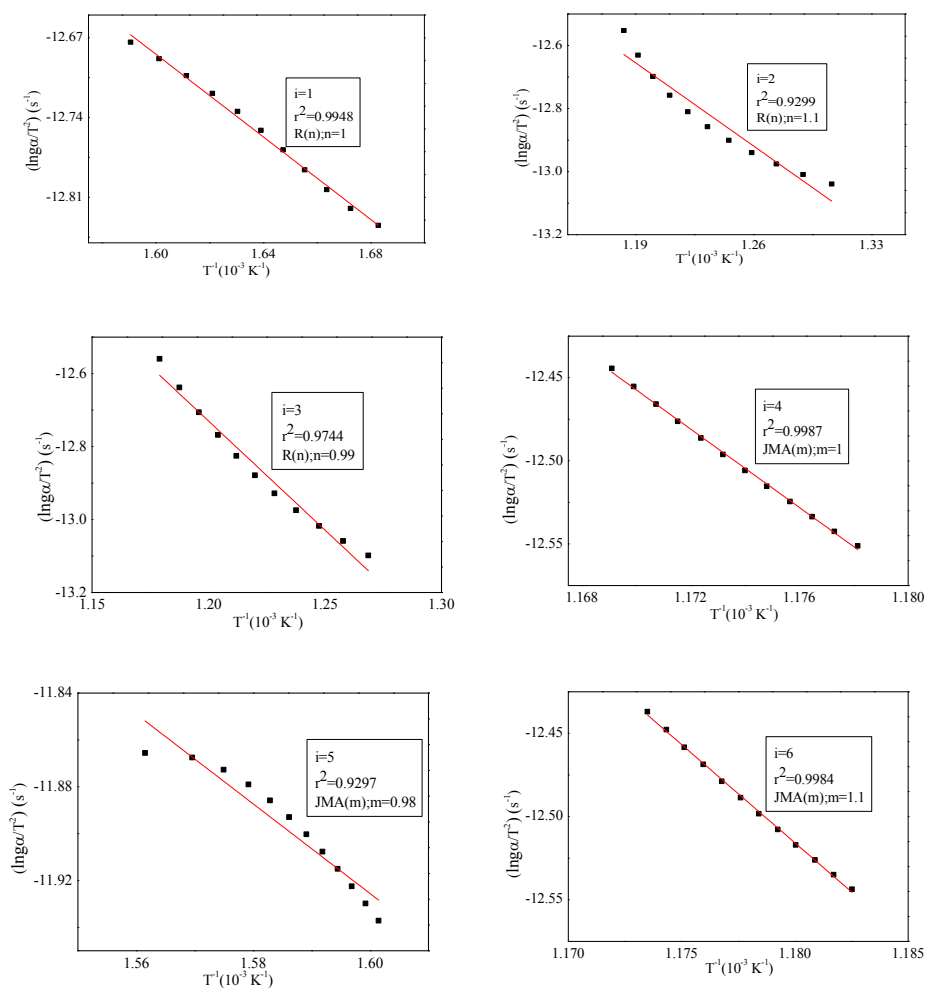 -12.67
-12.74
-12.81
(lngα/T²) (s⁻¹)
i=1
r²=0.9948
R(n);n=1
1.60 1.64 1.68
T⁻¹(10⁻³ K⁻¹)
-12.6
-12.8
-13.0
-13.2
(lngα/T²) (s⁻¹)
i=2
r²=0.9299
R(n);n=1.1
1.19 1.26 1.33
T⁻¹(10⁻³ K⁻¹)
-12.6
-12.8
-13.0
-13.2
(lngα/T²) (s⁻¹)
i=3
r²=0.9744
R(n);n=0.99
1.15 1.20 1.25 1.30
T⁻¹(10⁻³ K⁻¹)
-12.45
-12.50
-12.55
(lngα/T²) (s⁻¹)
i=4
r²=0.9987
JMA(m);m=1
1.168 1.172 1.176 1.180
T⁻¹(10⁻³ K⁻¹)
-11.84
-11.88
-11.92
(lngα/T²) (s⁻¹)
i=5
r²=0.9297
JMA(m);m=0.98
1.56 1.58 1.60
T⁻¹(10⁻³ K⁻¹)
-12.45
-12.50
-12.55
(lngα/T²) (s⁻¹)
i=6
r²=0.9984
JMA(m);m=1.1
1.170 1.175 1.180 1.185
T⁻¹(10⁻³ K⁻¹)